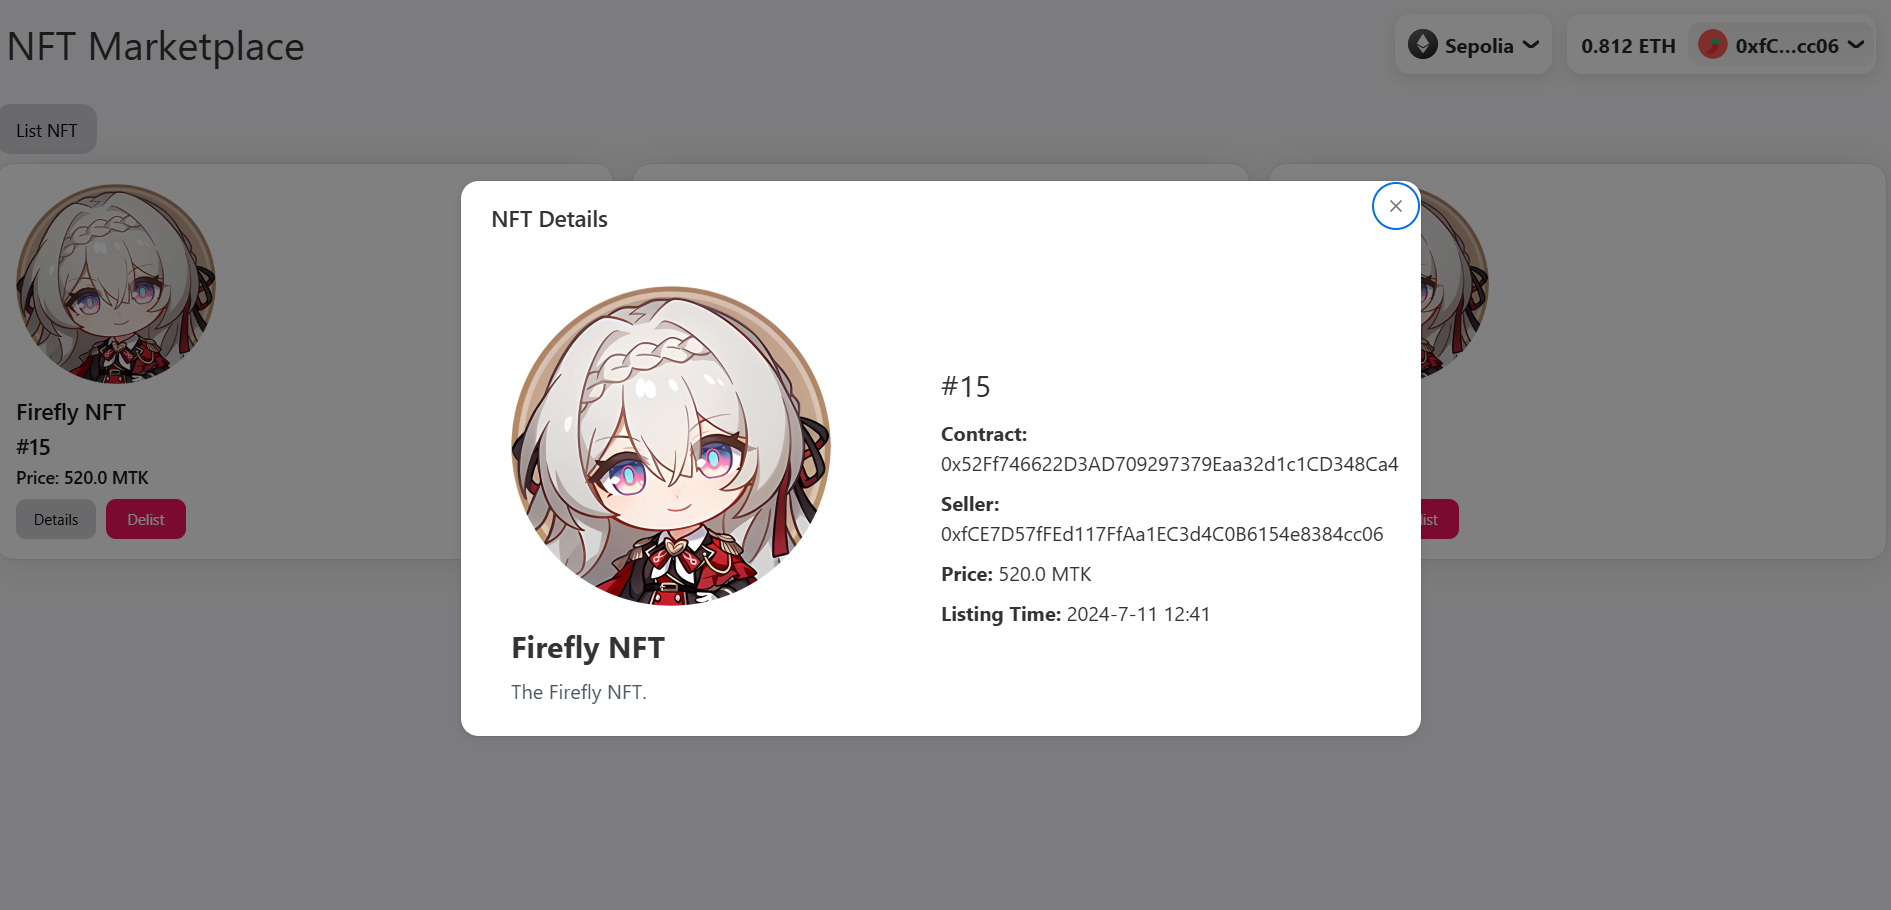 NFT Marketplace
Sepolia
0.812 ETH
0xfC...cc06
List NFT
Firefly NFT
#15
Price: 520.0 MTK
Details
Delist
NFT Details
Firefly NFT
The Firefly NFT.
#15
Contract:
0x52Ff746622D3AD709297379Eaa32d1c1CD348Ca4
Seller:
0xfCE7D57fFEd117FfAa1EC3d4C0B6154e8384cc06
Price: 520.0 MTK
Listing Time: 2024-7-11 12:41
ist